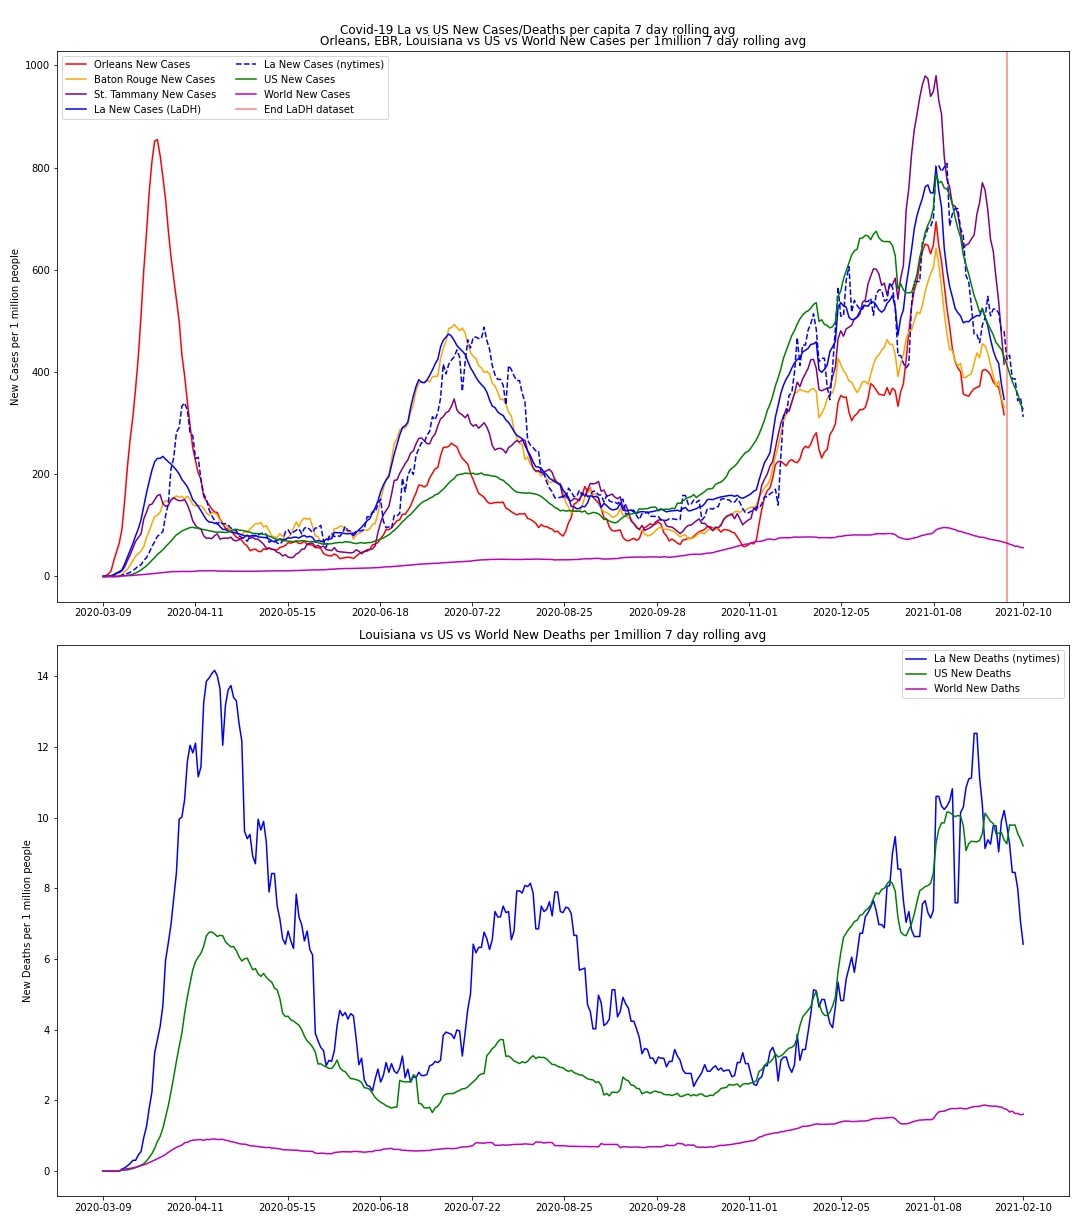 Covid-19 La vs US New Cases/Deaths per capita 7 day rolling avg
Orleans, EBR, Louisiana vs US vs World New Cases per 1million 7 day rolling avg
Orleans New Cases
Baton Rouge New Cases
St. Tammany New Cases
La New Cases (LaDH)
La New Cases (nytimes)
US New Cases
World New Cases
End LaDH dataset
New Cases per 1 million people
1000
800
600
400
200
0
2020-03-09 2020-04-11 2020-05-15 2020-06-18 2020-07-22 2020-08-25 2020-09-28 2020-11-01 2020-12-05 2021-01-08 2021-02-10
Louisiana vs US vs World New Deaths per 1million 7 day rolling avg
La New Deaths (nytimes)
US New Deaths
World New Daths
New Deaths per 1 million people
14
12
10
8
6
4
2
0
2020-03-09 2020-04-11 2020-05-15 2020-06-18 2020-07-22 2020-08-25 2020-09-28 2020-11-01 2020-12-05 2021-01-08 2021-02-10